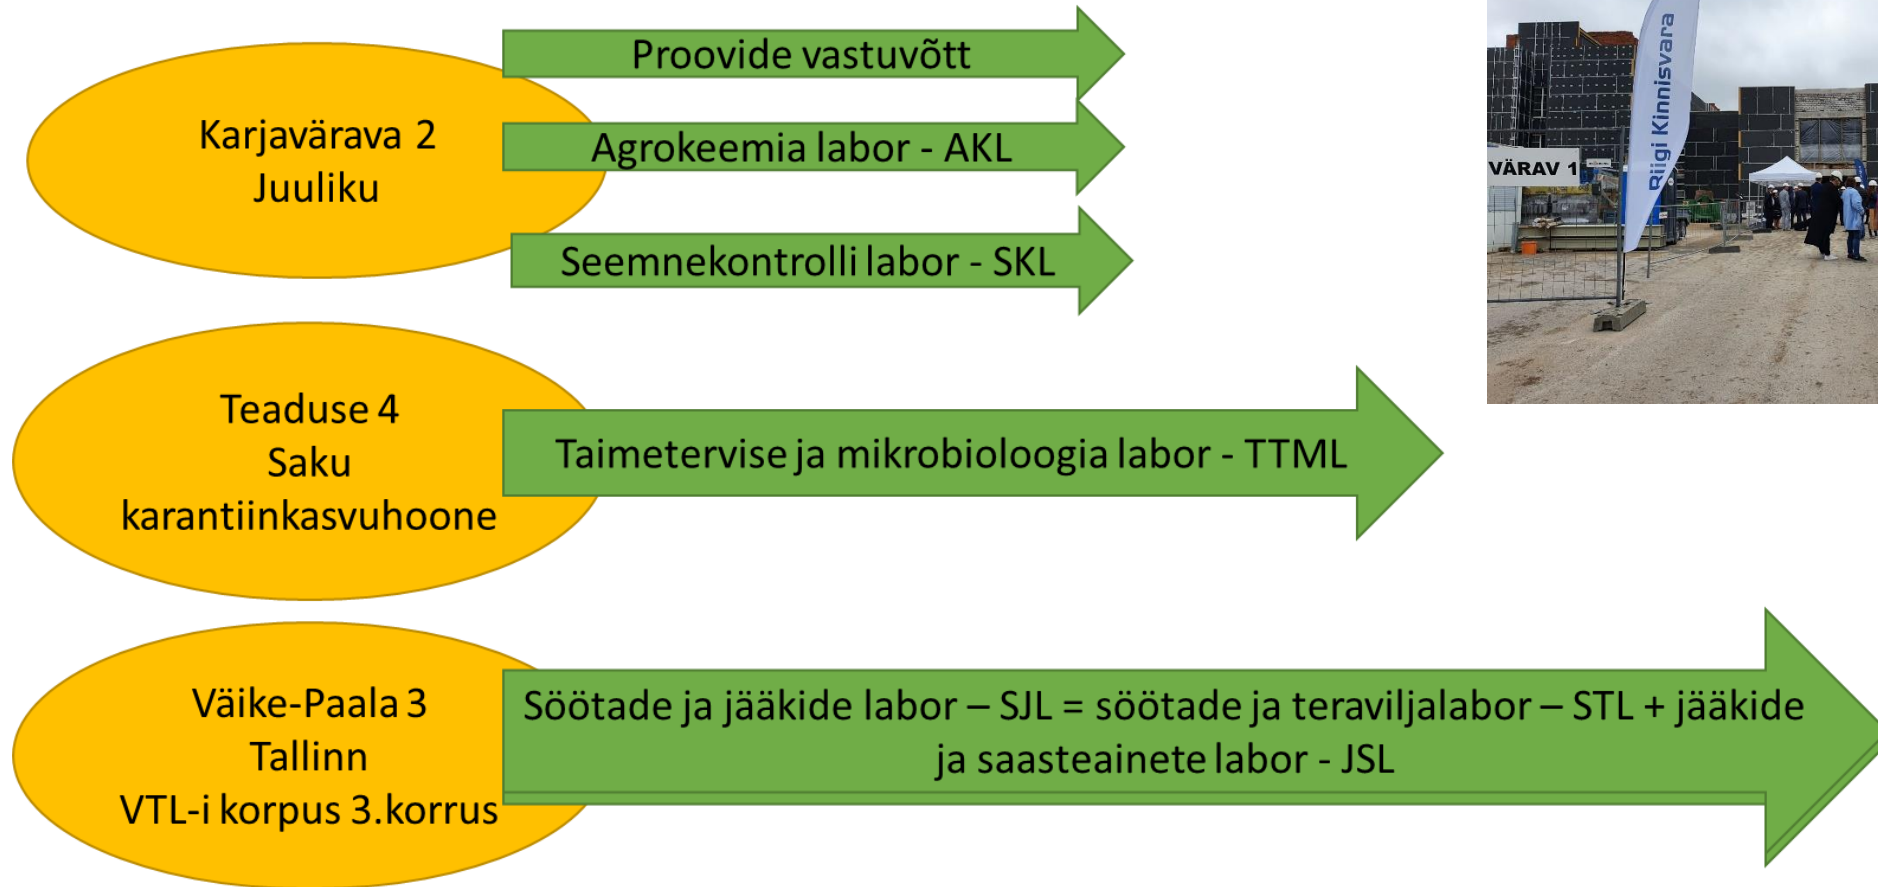 Karjavärava 2
Juuliku
Proovide vastuvõtt
Agrokeemia labor - AKL
Seemnekontrolli labor - SKL
Riigi Kinnisvara
VÄRAV 1
Teaduse 4
Saku
karantiinkasvuhoone
Taimetervise ja mikrobioloogia labor - TTML
Väike-Paala 3
Tallinn
VTL-i korpus 3.korrus
Söötade ja jääkide labor – SJL = söötade ja teraviljalabor – STL + jääkide
ja saasteainete labor - JSL